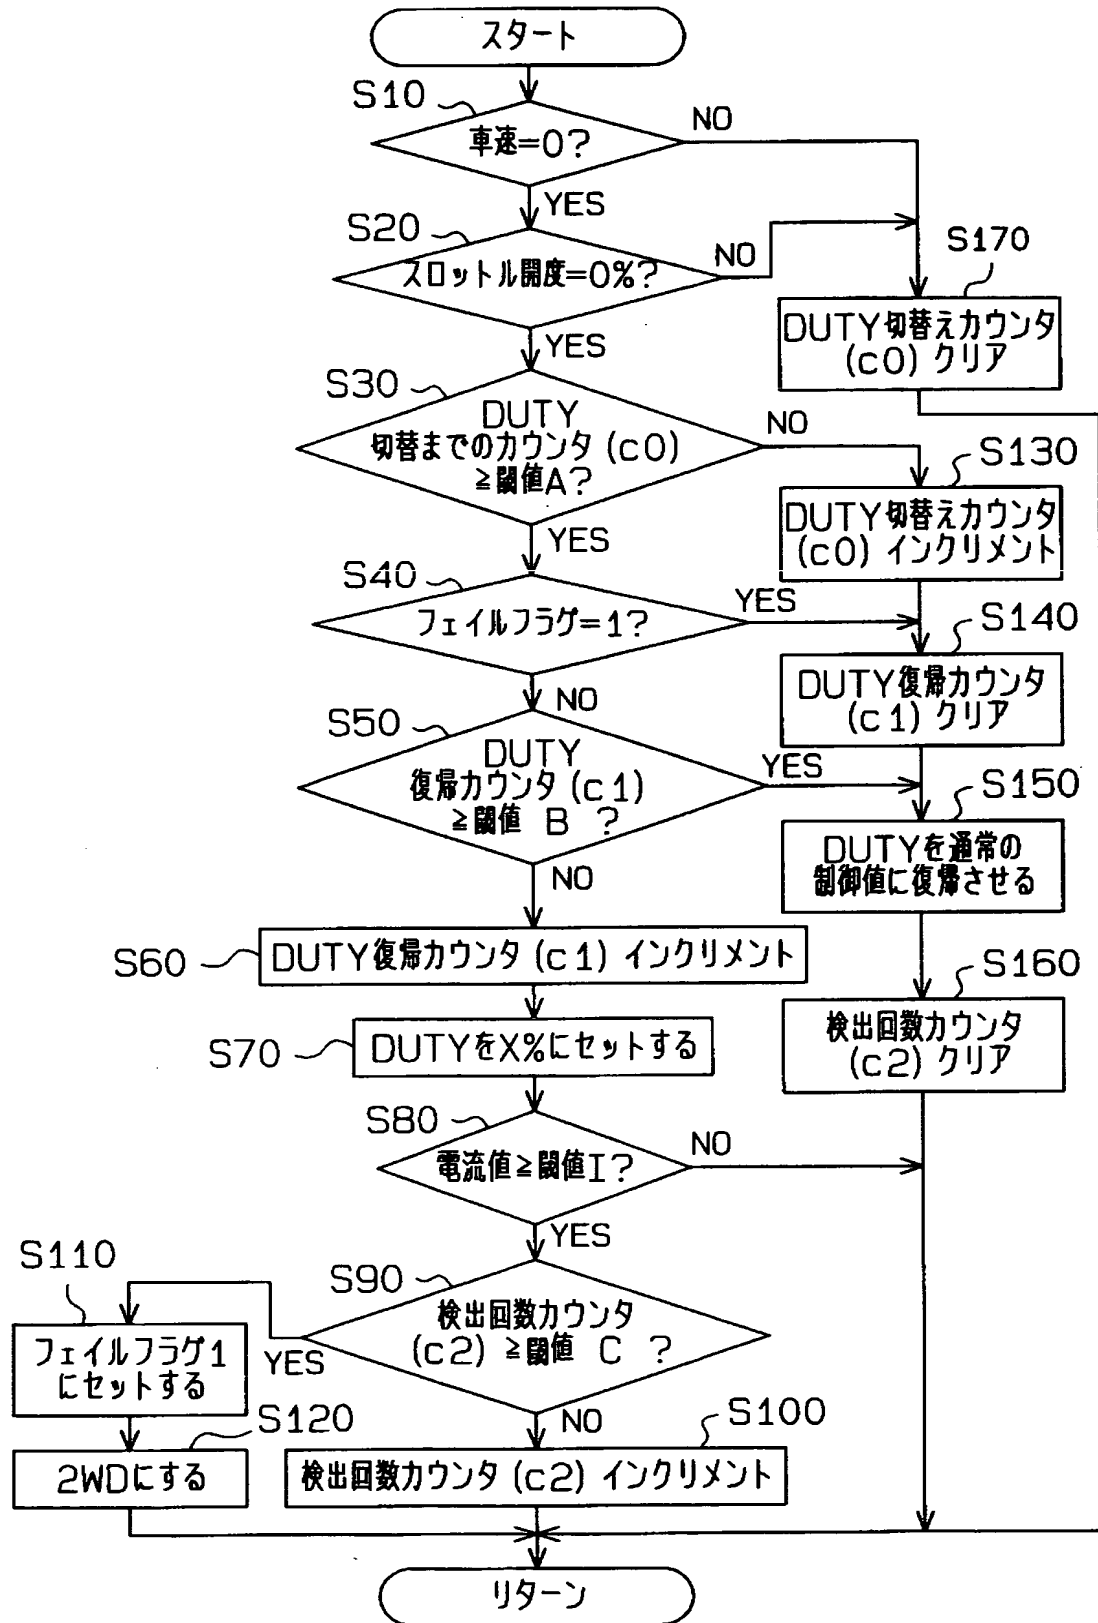 スタート
S10
車速=0?
NO
YES
S20
スロットル開度=0%?
NO
YES
S170
DUTY切替えカウンタ
(c0) クリア
S30
DUTY
切替までのカウンタ (c0)
≧閾値A?
NO
YES
S130
DUTY切替えカウンタ
(c0) インクリメント
S40
フェイルフラグ=1?
YES
NO
S140
DUTY復帰カウンタ
(c1) クリア
S50
DUTY
復帰カウンタ (c1)
≧閾値 B ?
YES
NO
S150
DUTYを通常の
制御値に復帰させる
S60
DUTY復帰カウンタ (c1) インクリメント
S160
検出回数カウンタ
(c2) クリア
S70
DUTYをX%にセットする
S80
電流値≧閾値I?
NO
YES
S90
検出回数カウンタ
(c2) ≧閾値 C ?
YES
NO
S110
フェイルフラグ1
にセットする
S120
2WDにする
S100
検出回数カウンタ (c2) インクリメント
リターン